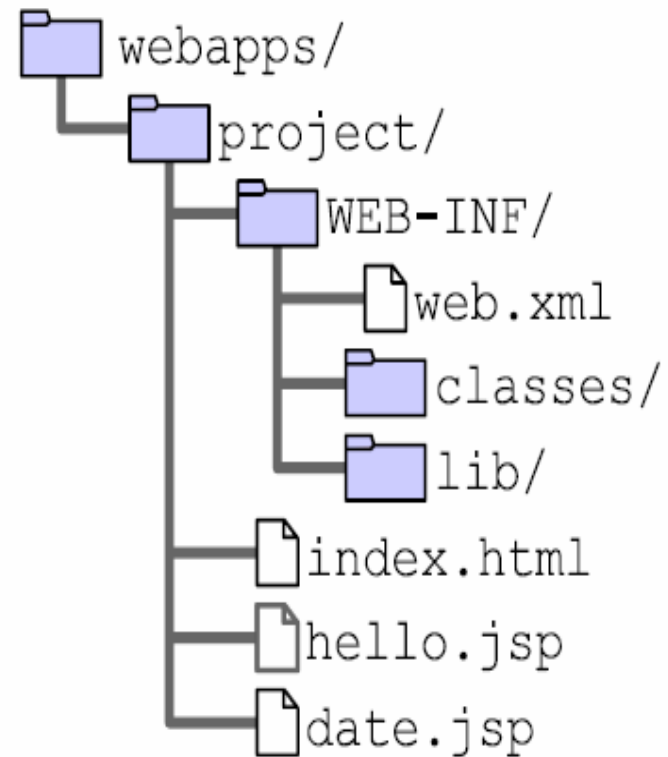 webapps/
project/
WEB-INF/
web.xml
classes/
lib/
index.html
hello.jsp
date.jsp